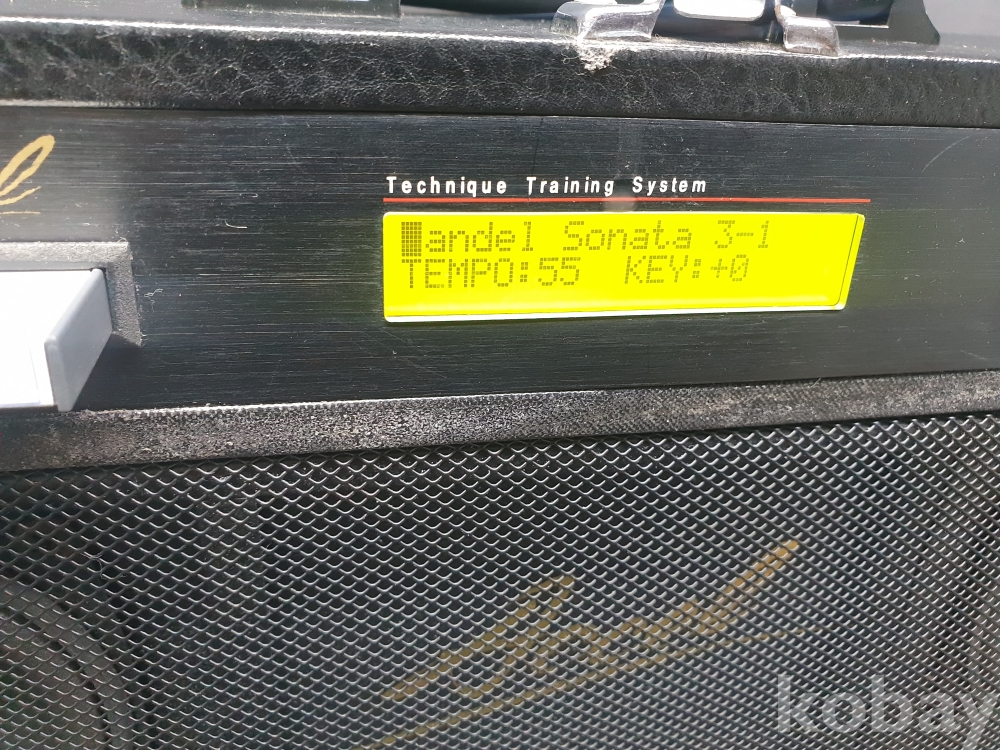 Technique Training System
andel Sonata 3-1
TEMPO:55 KEY:+0
kobay